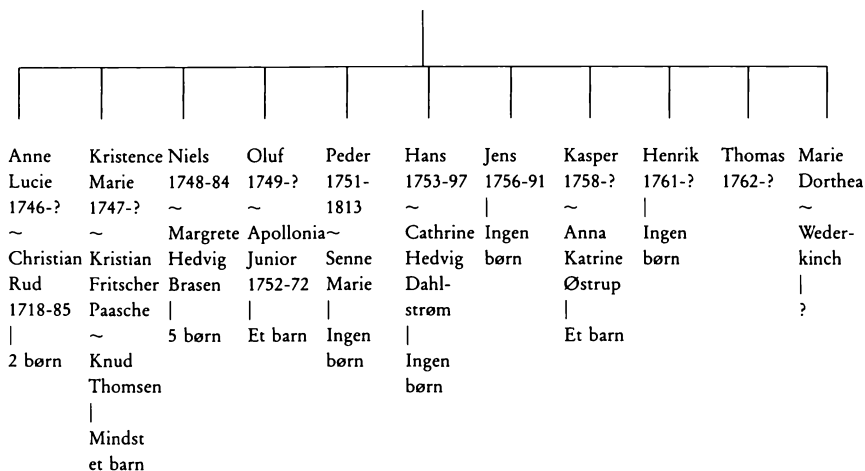 Anne
Lucie
1746-?
~
Christian
Rud
1718-85
|
2 børn
Kristence
Marie
1747-?
~
Kristian
Fritscher
Paasche
~
Knud
Thomsen
|
Mindst
et barn
Niels
1748-84
~
Margrete
Hedvig
Brasen
|
5 børn
Oluf
1749-?
~
Apollonia
Junior
1752-72
|
Et barn
Peder
1751-
1813
~
Senne
Marie
|
Ingen
børn
Hans
1753-97
~
Cathrine
Hedvig
Dahl-
strøm
|
Ingen
børn
Jens
1756-91
|
Ingen
børn
Kasper
1758-?
~
Anna
Katrine
Østrup
|
Et barn
Henrik
1761-?
|
Ingen
børn
Thomas
1762-?
Marie
Dorthea
~
Weder-
kinch
|
?